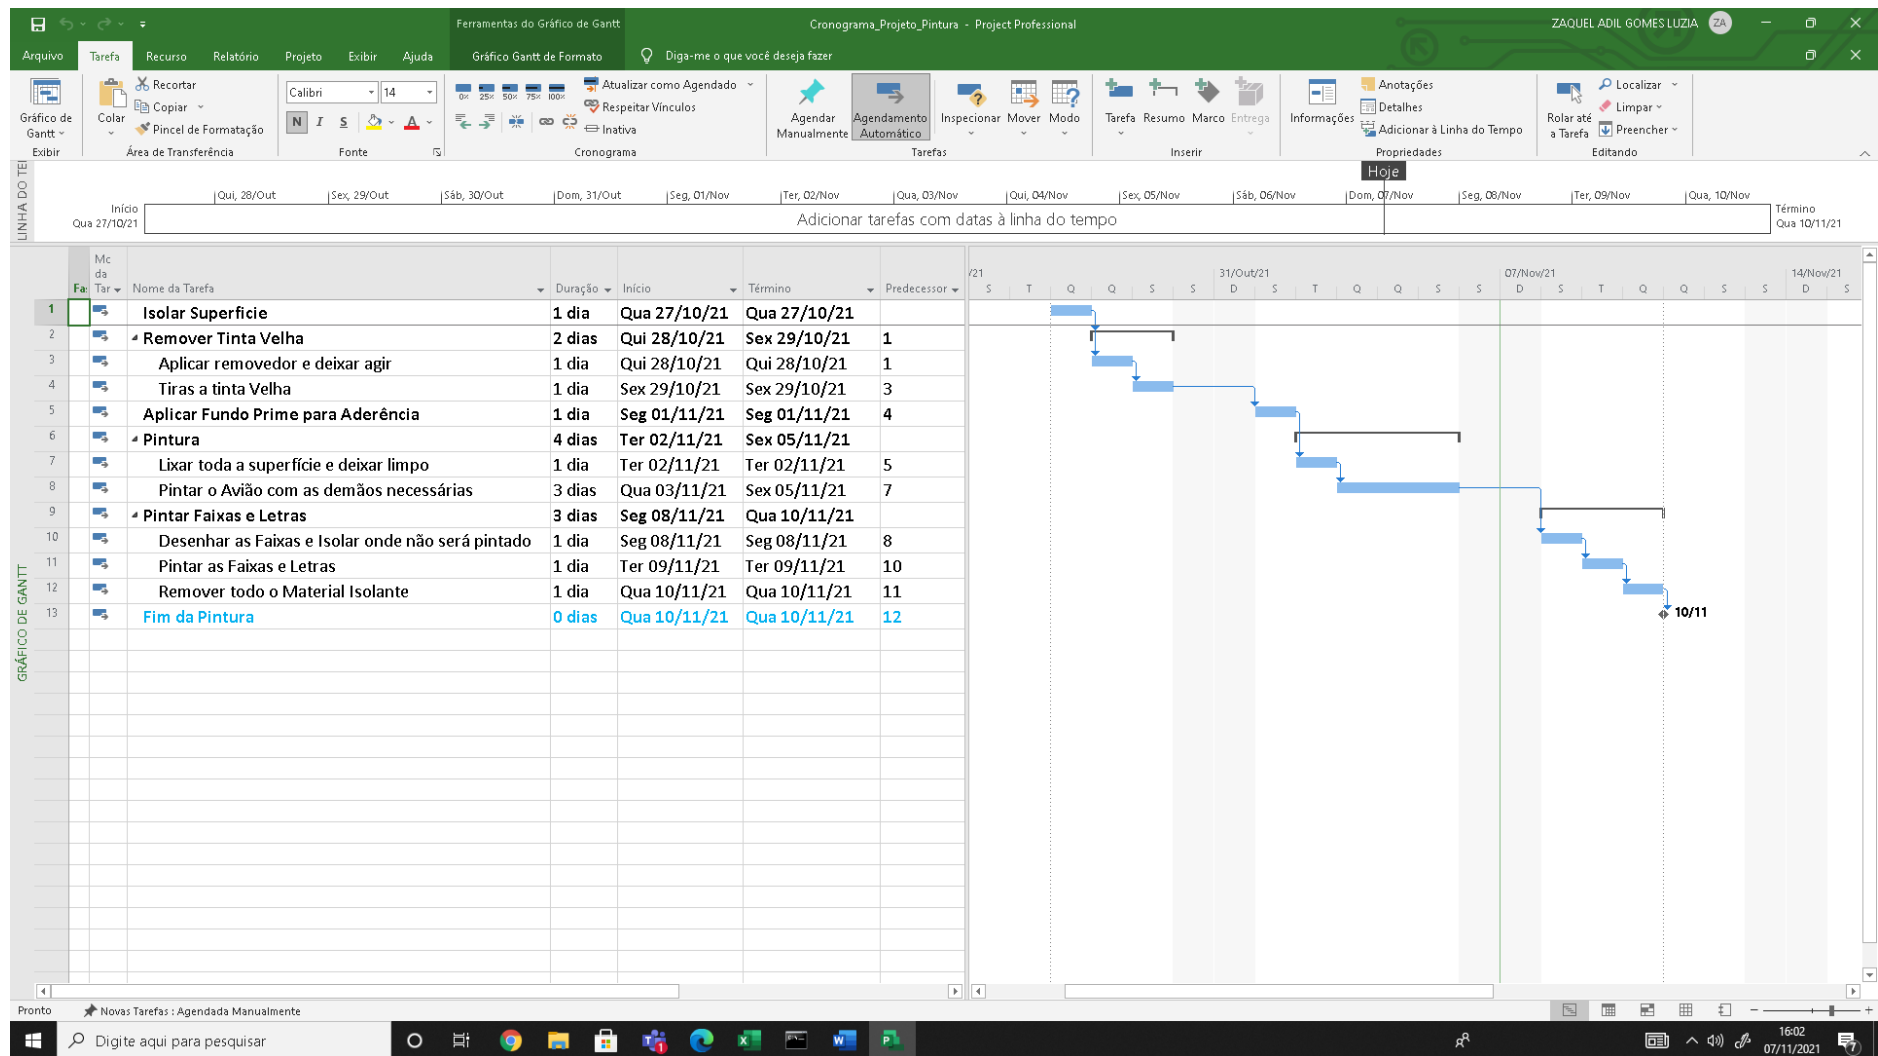 Ferramentas do Gráfico de Gantt
Cronograma_Projeto_Pintura - Project Professional
ZAQUEL ADIL GOMES LUZIA ZA
Arquivo Tarefa Recurso Relatório Projeto Exibir Ajuda Gráfico Gantt de Formato Diga-me o que você deseja fazer
Gráfico de Gantt
Exibir
Colar
Recortar
Copiar
Pincel de Formatação
Área de Transferência
Calibri 14
N I S A
Fonte
0% 25% 50% 75% 100%
Atualizar como Agendado
Respeitar Vínculos
Inativa
Cronograma
Agendar Manualmente
Agendamento Automático
Inspecionar Mover Modo
Tarefas
Tarefa Resumo Marco Entrega
Inserir
Informações
Anotações
Detalhes
Adicionar à Linha do Tempo
Propriedades
Rolar até a Tarefa
Localizar
Limpar
Preencher
Editando
LINHA DO TE
Hoje
Qui, 28/Out Sex, 29/Out Sáb, 30/Out Dom, 31/Out Seg, 01/Nov Ter, 02/Nov Qua, 03/Nov Qui, 04/Nov Sex, 05/Nov Sáb, 06/Nov Dom, 07/Nov Seg, 08/Nov Ter, 09/Nov Qua, 10/Nov
Início
Qua 27/10/21
Adicionar tarefas com datas à linha do tempo
Término
Qua 10/11/21
Fa: Mc da Tar Nome da Tarefa Duração Início Término Predecessor
/21 31/Out/21 07/Nov/21 14/Nov/21
S T Q Q S S D S T Q Q S S D S T Q Q S S D S
1 Isolar Superficie 1 dia Qua 27/10/21 Qua 27/10/21
2 Remover Tinta Velha 2 dias Qui 28/10/21 Sex 29/10/21 1
3 Aplicar removedor e deixar agir 1 dia Qui 28/10/21 Qui 28/10/21 1
4 Tiras a tinta Velha 1 dia Sex 29/10/21 Sex 29/10/21 3
5 Aplicar Fundo Prime para Aderência 1 dia Seg 01/11/21 Seg 01/11/21 4
6 Pintura 4 dias Ter 02/11/21 Sex 05/11/21
7 Lixar toda a superfície e deixar limpo 1 dia Ter 02/11/21 Ter 02/11/21 5
8 Pintar o Avião com as demãos necessárias 3 dias Qua 03/11/21 Sex 05/11/21 7
9 Pintar Faixas e Letras 3 dias Seg 08/11/21 Qua 10/11/21
10 Desenhar as Faixas e Isolar onde não será pintado 1 dia Seg 08/11/21 Seg 08/11/21 8
11 Pintar as Faixas e Letras 1 dia Ter 09/11/21 Ter 09/11/21 10
12 Remover todo o Material Isolante 1 dia Qua 10/11/21 Qua 10/11/21 11
13 Fim da Pintura 0 dias Qua 10/11/21 Qua 10/11/21 12
10/11
GRÁFICO DE GANTT
Pronto Novas Tarefas : Agendada Manualmente
Digite aqui para pesquisar
16:02
07/11/2021
7